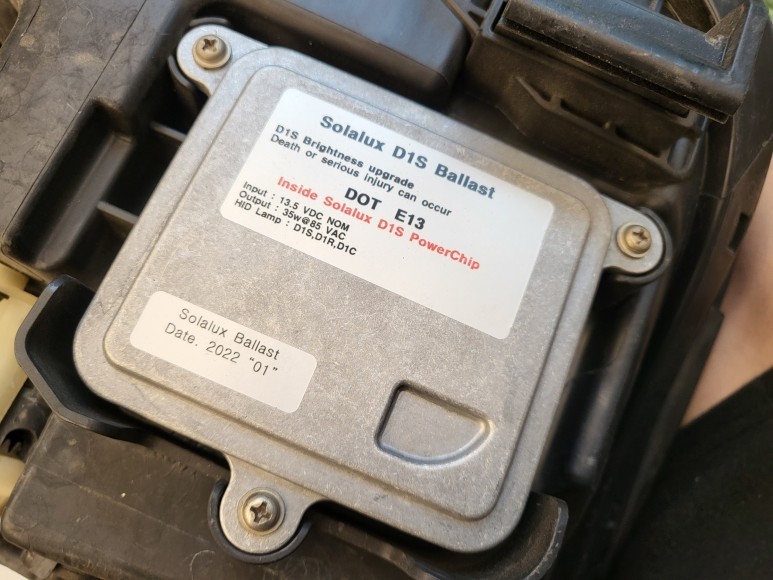 Solalux D1S Ballast
D1S Brightness upgrade
Death or serious injury can occur
DOT E13
Inside Solalux D1S PowerChip
Input : 13.5 VDC NOM
Output : 35w@85 VAC
HID Lamp : D1S,D1R,D1C
Solalux Ballast
Date. 2022 "01"